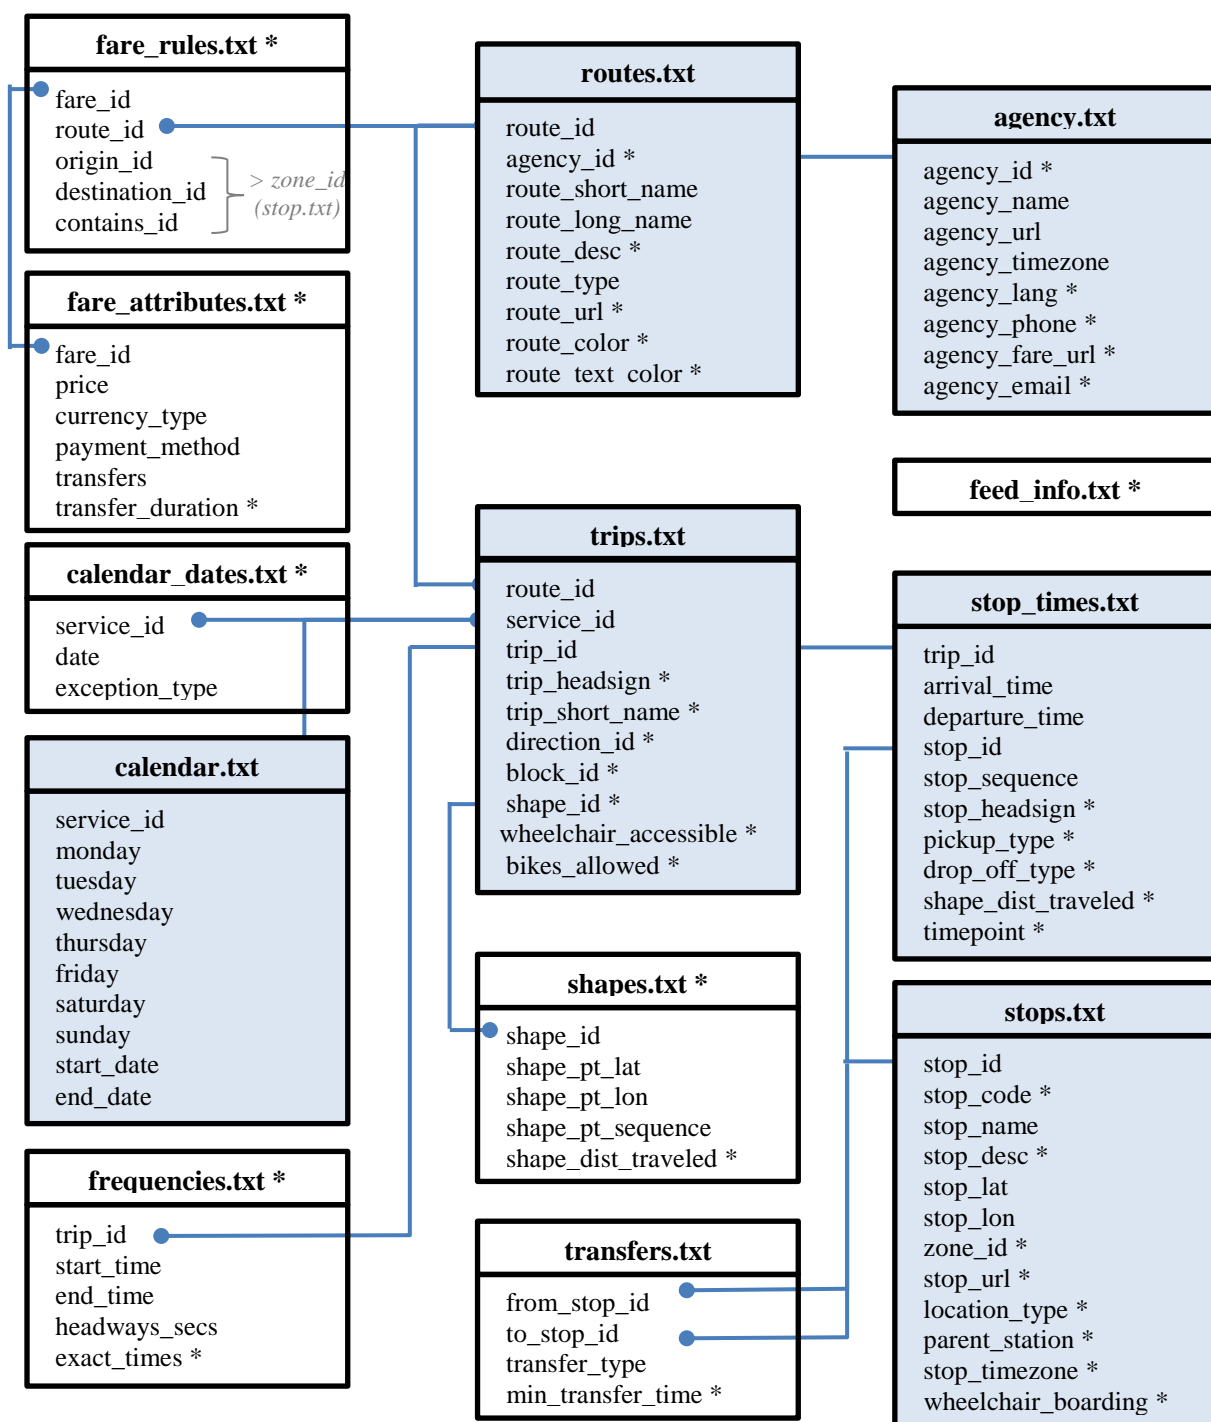 fare_rules.txt *
fare_id
route_id
origin_id
destination_id
contains_id
> zone_id
(stop.txt)
fare_attributes.txt *
fare_id
price
currency_type
payment_method
transfers
transfer_duration *
calendar_dates.txt *
service_id
date
exception_type
calendar.txt
service_id
monday
tuesday
wednesday
thursday
friday
saturday
sunday
start_date
end_date
frequencies.txt *
trip_id
start_time
end_time
headways_secs
exact_times *
routes.txt
route_id
agency_id *
route_short_name
route_long_name
route_desc *
route_type
route_url *
route_color *
route_text_color *
trips.txt
route_id
service_id
trip_id
trip_headsign *
trip_short_name *
direction_id *
block_id *
shape_id *
wheelchair_accessible *
bikes_allowed *
shapes.txt *
shape_id
shape_pt_lat
shape_pt_lon
shape_pt_sequence
shape_dist_traveled *
transfers.txt
from_stop_id
to_stop_id
transfer_type
min_transfer_time *
agency.txt
agency_id *
agency_name
agency_url
agency_timezone
agency_lang *
agency_phone *
agency_fare_url *
agency_email *
feed_info.txt *
stop_times.txt
trip_id
arrival_time
departure_time
stop_id
stop_sequence
stop_headsign *
pickup_type *
drop_off_type *
shape_dist_traveled *
timepoint *
stops.txt
stop_id
stop_code *
stop_name
stop_desc *
stop_lat
stop_lon
zone_id *
stop_url *
location_type *
parent_station *
stop_timezone *
wheelchair_boarding *